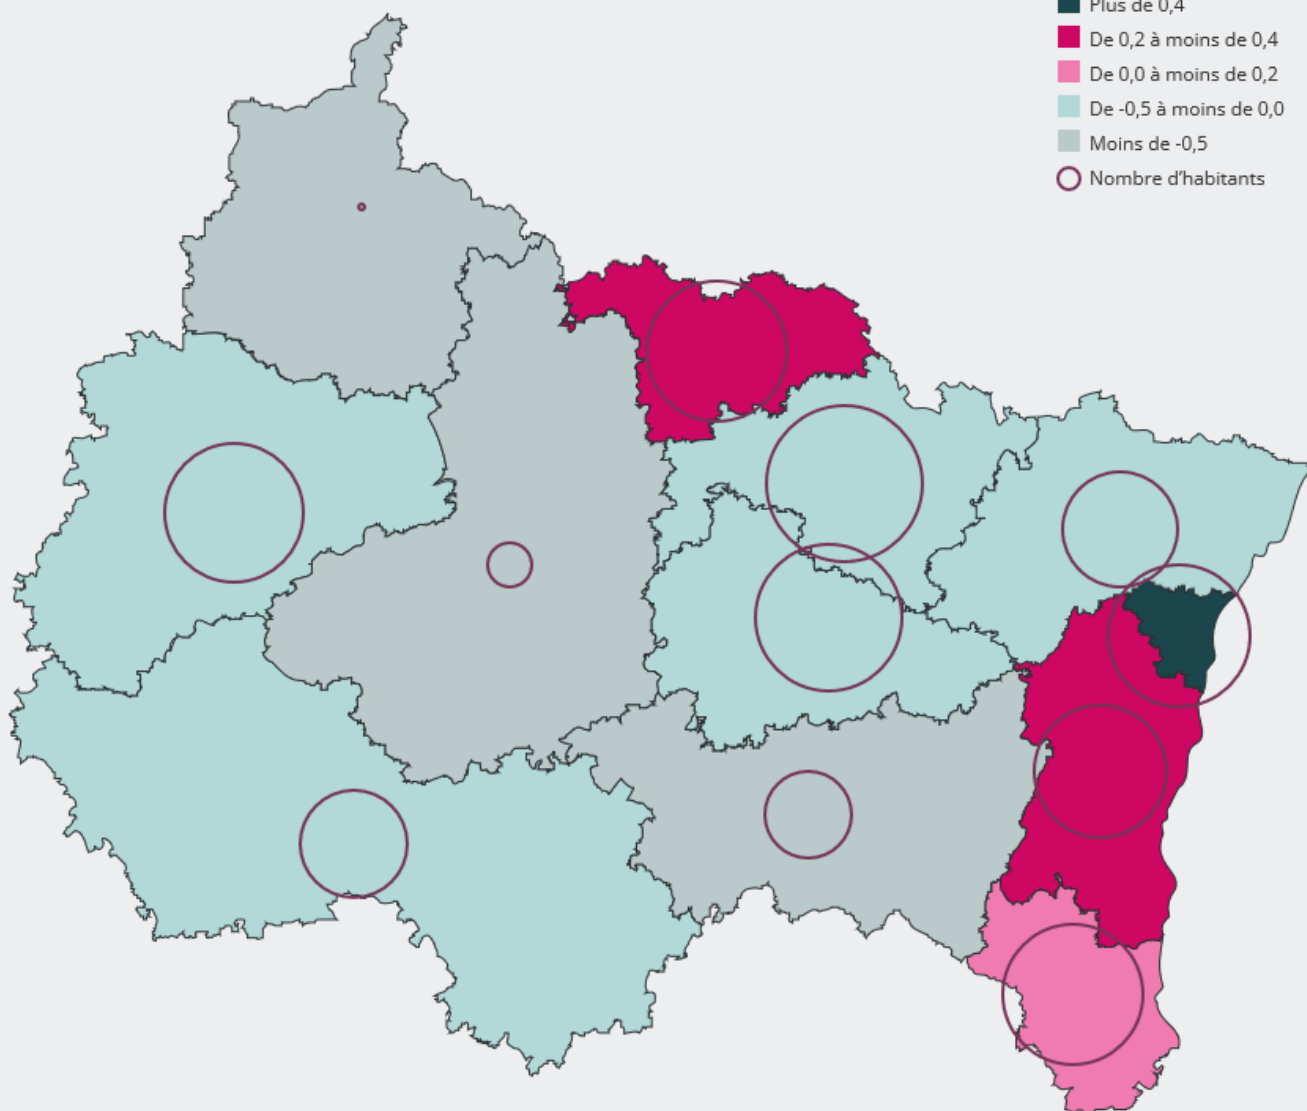 Plus de 0,4
De 0,2 à moins de 0,4
De 0,0 à moins de 0,2
De -0,5 à moins de 0,0
Moins de -0,5
Nombre d’habitants